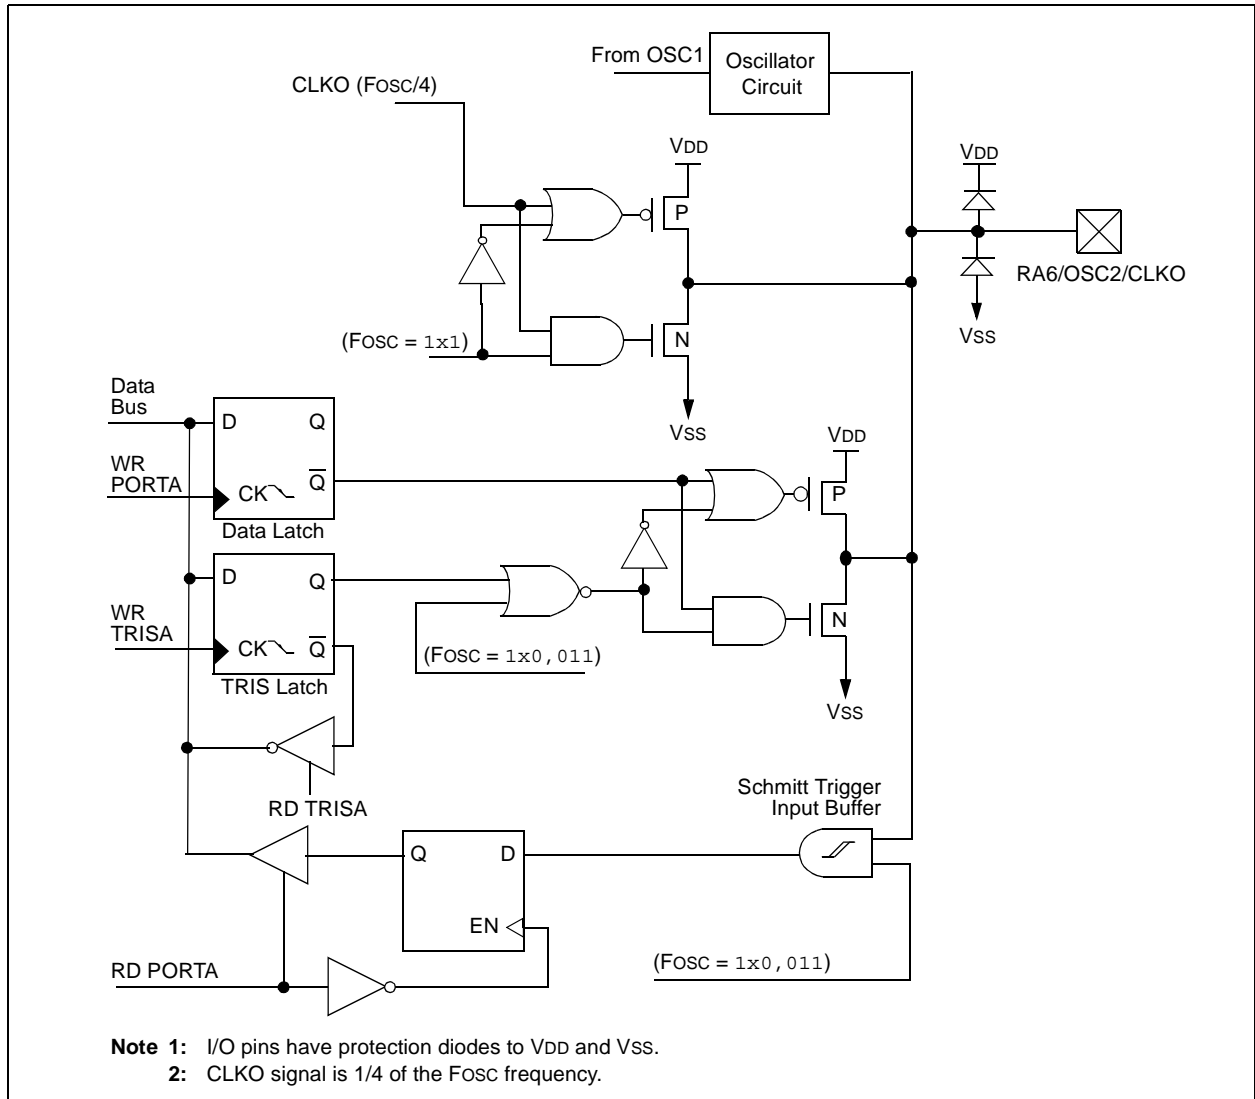 From OSC1
Oscillator
Circuit
CLKO (FOSC/4)
VDD
P
VDD
RA6/OSC2/CLKO
VSS
(FOSC = 1x1)
N
VSS
Data
Bus
D
Q
WR
PORTA
CK
Q
Data Latch
VDD
P
D
Q
WR
TRISA
CK
Q
TRIS Latch
(FOSC = 1x0,011)
N
VSS
RD TRISA
Schmitt Trigger
Input Buffer
Q
D
EN
RD PORTA
(FOSC = 1x0,011)
Note 1: I/O pins have protection diodes to VDD and VSS.
2: CLKO signal is 1/4 of the FOSC frequency.